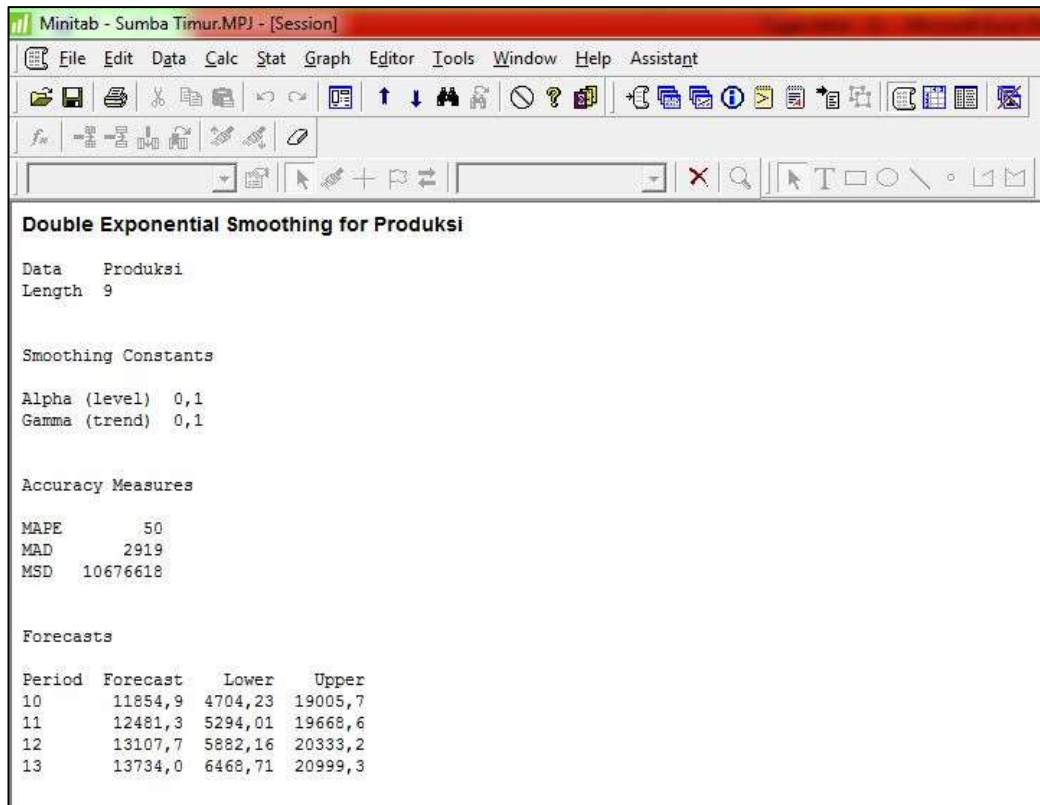 Minitab - Sumba Timur.MPJ - [Session]
File Edit Data Calc Stat Graph Editor Tools Window Help Assistant
Double Exponential Smoothing for Produksi
Data Produksi
Length 9
Smoothing Constants
Alpha (level) 0,1
Gamma (trend) 0,1
Accuracy Measures
MAPE 50
MAD 2919
MSD 10676618
Forecasts
Period Forecast Lower Upper
10 11854,9 4704,23 19005,7
11 12481,3 5294,01 19668,6
12 13107,7 5882,16 20333,2
13 13734,0 6468,71 20999,3